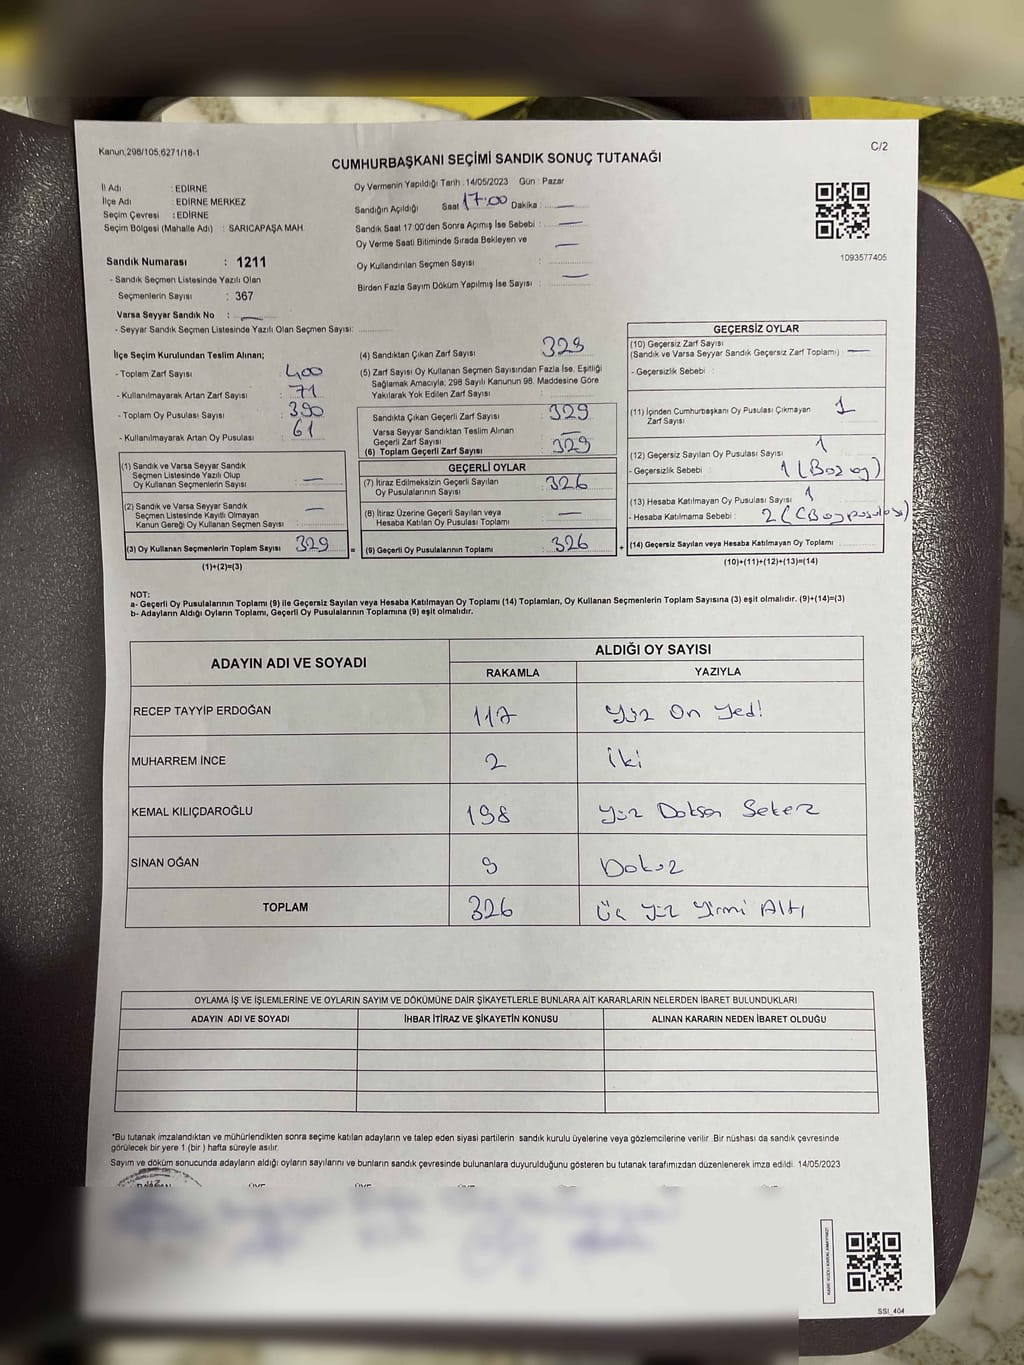 Kanun,298/105,6271/18-1
C/2
CUMHURBAŞKANI SEÇİMİ SANDIK SONUÇ TUTANAĞI
İl Adı : EDİRNE
İlçe Adı : EDİRNE MERKEZ
Seçim Çevresi : EDİRNE
Seçim Bölgesi (Mahalle Adı) : SARICAPAŞA MAH
Oy Vermenin Yapıldığı Tarih : 14/05/2023 Gün : Pazar
Sandığın Açıldığı Saat 17:00 Dakika : —
Sandık Saat 17:00'den Sonra Açımış İse Sebebi : —
Oy Verme Saati Bitiminde Sırada Bekleyen ve —
Oy Kullandırılan Seçmen Sayısı :
Birden Fazla Sayım Döküm Yapılmış İse Sayısı : —
1093577405
Sandık Numarası : 1211
- Sandık Seçmen Listesinde Yazılı Olan
Seçmenlerin Sayısı : 367
Varsa Seyyar Sandık No : —
- Seyyar Sandık Seçmen Listesinde Yazılı Olan Seçmen Sayısı:
İlçe Seçim Kurulundan Teslim Alınan;
- Toplam Zarf Sayısı : 400
- Kullanılmayarak Artan Zarf Sayısı : 71
- Toplam Oy Pusulası Sayısı : 390
- Kullanılmayarak Artan Oy Pusulası : 61
(1) Sandık ve Varsa Seyyar Sandık
Seçmen Listesinde Yazılı Olup
Oy Kullanan Seçmenlerin Sayısı : —
(2) Sandık ve Varsa Seyyar Sandık
Seçmen Listesinde Kayıtlı Olmayan
Kanun Gereği Oy Kullanan Seçmen Sayısı : —
(3) Oy Kullanan Seçmenlerin Toplam Sayısı : 329
(1)+(2)=(3)
(4) Sandıktan Çıkan Zarf Sayısı : 329
(5) Zarf Sayısı Oy Kullanan Seçmen Sayısından Fazla İse, Eşitliği
Sağlamak Amacıyla; 298 Sayılı Kanunun 98. Maddesine Göre
Yakılarak Yok Edilen Zarf Sayısı :
Sandıkta Çıkan Geçerli Zarf Sayısı : 329
Varsa Seyyar Sandıktan Teslim Alınan
Geçerli Zarf Sayısı : —
(6) Toplam Geçerli Zarf Sayısı : 329
GEÇERLİ OYLAR
(7) İtiraz Edilmeksizin Geçerli Sayılan
Oy Pusulalarının Sayısı : 326
(8) İtiraz Üzerine Geçerli Sayılan veya
Hesaba Katılan Oy Pusulası Toplamı : —
(9) Geçerli Oy Pusulalarının Toplamı : 326
GEÇERSİZ OYLAR
(10) Geçersiz Zarf Sayısı
(Sandık ve Varsa Seyyar Sandık Geçersiz Zarf Toplamı) : —
- Geçersizlik Sebebi :
(11) İçinden Cumhurbaşkanı Oy Pusulası Çıkmayan
Zarf Sayısı : 1
(12) Geçersiz Sayılan Oy Pusulası Sayısı : 1
- Geçersizlik Sebebi : 1 (Boş oy)
(13) Hesaba Katılmayan Oy Pusulası Sayısı : 1
- Hesaba Katılmama Sebebi : 2 (CB oy pusulası)
(14) Geçersiz Sayılan veya Hesaba Katılmayan Oy Toplamı
(10)+(11)+(12)+(13)=(14)
NOT:
a- Geçerli Oy Pusulalarının Toplamı (9) ile Geçersiz Sayılan veya Hesaba Katılmayan Oy Toplamı (14) Toplamları, Oy Kullanan Seçmenlerin Toplam Sayısına (3) eşit olmalıdır. (9)+(14)=(3)
b- Adayların Aldığı Oyların Toplamı, Geçerli Oy Pusulalarının Toplamına (9) eşit olmalıdır.
ADAYIN ADI VE SOYADI
ALDIĞI OY SAYISI
RAKAMLA YAZIYLA
RECEP TAYYİP ERDOĞAN 117 Yüz On Yedi
MUHARREM İNCE 2 İki
KEMAL KILIÇDAROĞLU 198 Yüz Doksan Sekiz
SİNAN OĞAN 9 Dokuz
TOPLAM 326 Üç Yüz Yirmi Altı
OYLAMA İŞ VE İŞLEMLERİNE VE OYLARIN SAYIM VE DÖKÜMÜNE DAİR ŞİKAYETLERLE BUNLARA AİT KARARLARIN NELERDEN İBARET BULUNDUKLARI
ADAYIN ADI VE SOYADI İHBAR İTİRAZ VE ŞİKAYETİN KONUSU ALINAN KARARIN NEDEN İBARET OLDUĞU
*Bu tutanak imzalandıktan ve mühürlendikten sonra seçime katılan adayların ve talep eden siyasi partilerin sandık kurulu üyelerine veya gözlemcilerine verilir. Bir nüshası da sandık çevresinde
görülecek bir yere 1 (bir ) hafta süreyle asılır.
Sayım ve döküm sonucunda adayların aldığı oyların sayılarını ve bunların sandık çevresinde bulunanlara duyurulduğunu gösteren bu tutanak tarafımızdan düzenlenerek imza edildi. 14/05/2023
SSI_404